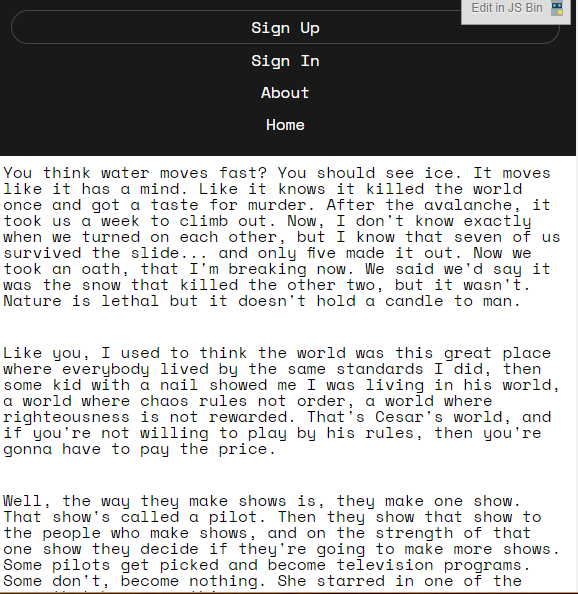 Edit in JS Bin
Sign Up
Sign In
About
Home
You think water moves fast? You should see ice. It moves
like it has a mind. Like it knows it killed the world
once and got a taste for murder. After the avalanche, it
took us a week to climb out. Now, I don't know exactly
when we turned on each other, but I know that seven of us
survived the slide... and only five made it out. Now we
took an oath, that I'm breaking now. We said we'd say it
was the snow that killed the other two, but it wasn't.
Nature is lethal but it doesn't hold a candle to man.
Like you, I used to think the world was this great place
where everybody lived by the same standards I did, then
some kid with a nail showed me I was living in his world,
a world where chaos rules not order, a world where
righteousness is not rewarded. That's Cesar's world, and
if you're not willing to play by his rules, then you're
gonna have to pay the price.
Well, the way they make shows is, they make one show.
That show's called a pilot. Then they show that show to
the people who make shows, and on the strength of that
one show they decide if they're going to make more shows.
Some pilots get picked and become television programs.
Some don't, become nothing. She starred in one of the